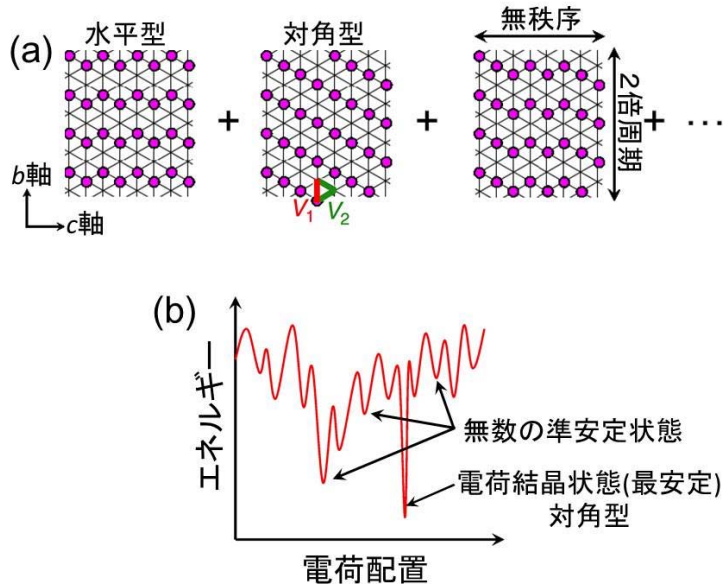 (a)
水平型
対角型
無秩序
+
+
+
...
2倍周期
b軸
c軸
V1
V2
(b)
エネルギー
無数の準安定状態
電荷結晶状態(最安定)
対角型
電荷配置